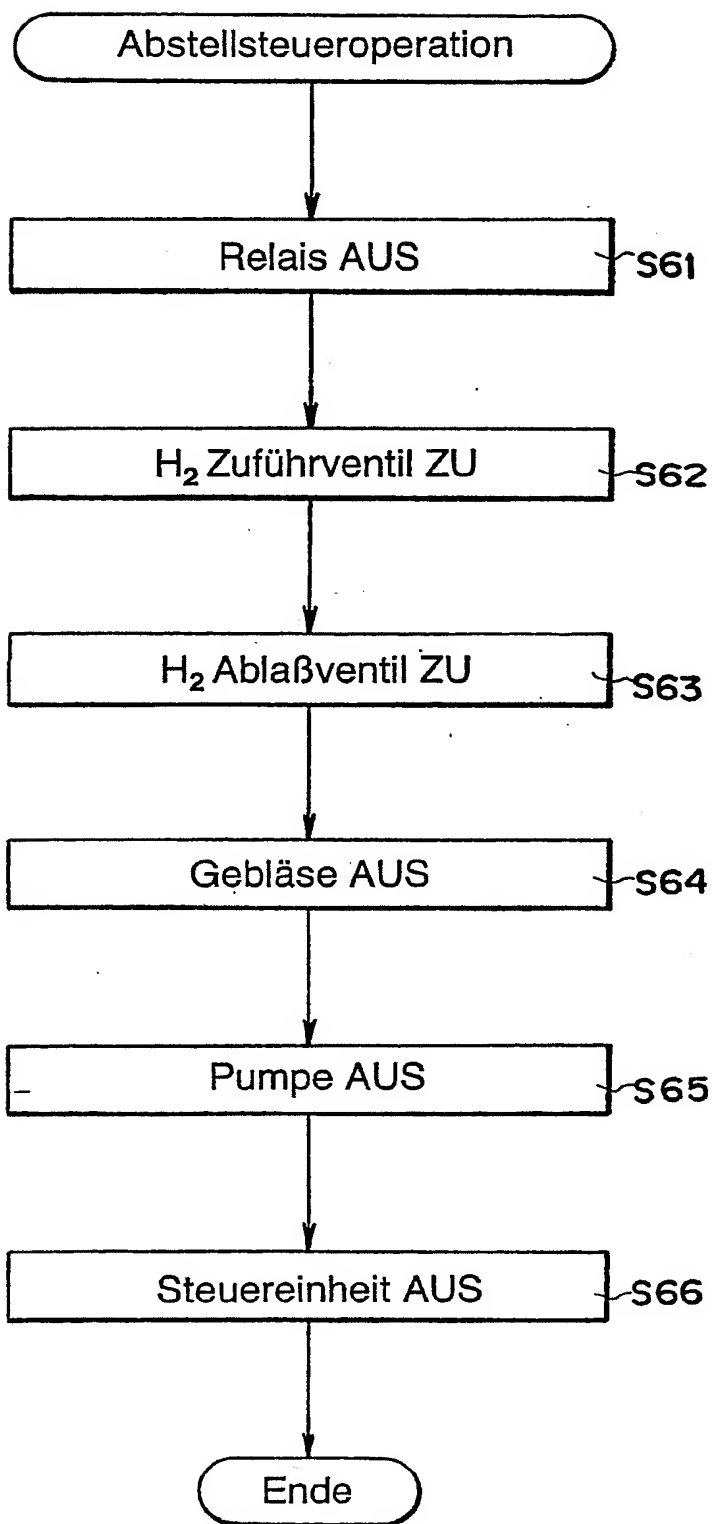 Abstellsteueroperation
Relais AUS
S61
H₂ Zuführventil ZU
S62
H₂ Ablaßventil ZU
S63
Gebläse AUS
S64
Pumpe AUS
S65
Steuereinheit AUS
S66
Ende